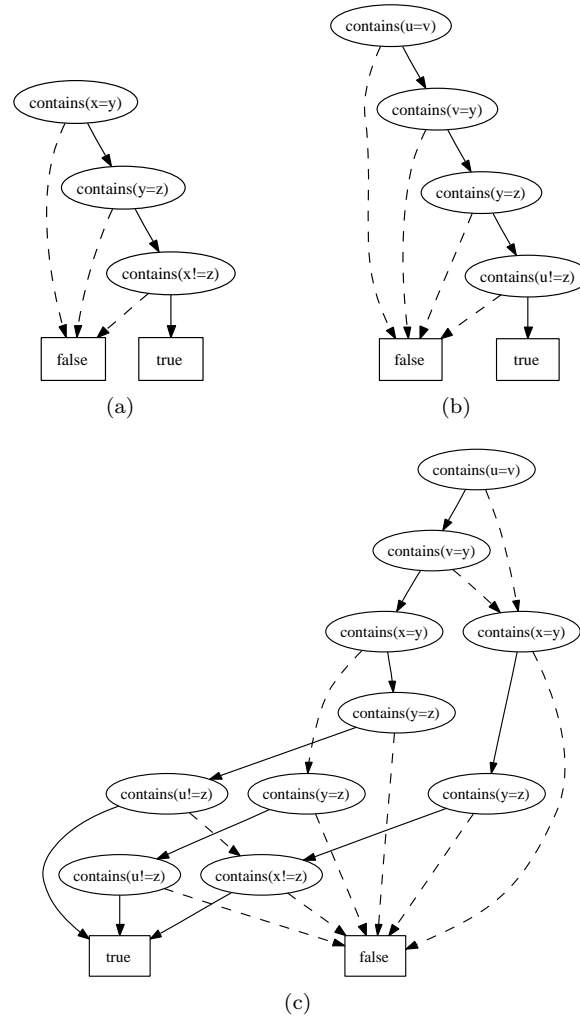 contains(x=y)
contains(y=z)
contains(x!=z)
false
true
(a)
contains(u=v)
contains(v=y)
contains(y=z)
contains(u!=z)
false
true
(b)
contains(u=v)
contains(v=y)
contains(x=y)
contains(x=y)
contains(y=z)
contains(u!=z)
contains(y=z)
contains(y=z)
contains(u!=z)
contains(x!=z)
true
false
(c)